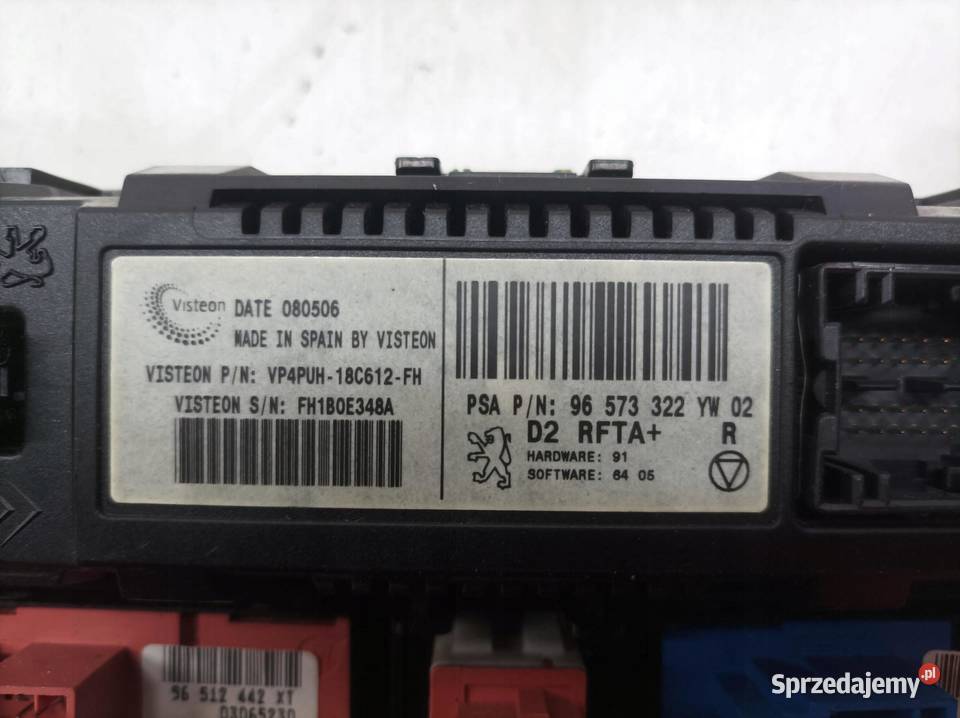 Visteon DATE 080506
MADE IN SPAIN BY VISTEON
VISTEON P/N: VP4PUH-18C612-FH
VISTEON S/N: FH1B0E348A
PSA P/N: 96 573 322 YW 02
D2 RFTA+ R
HARDWARE: 91
SOFTWARE: 64 05
96 512 442 XT
03065230
Sprzedajemy.pl